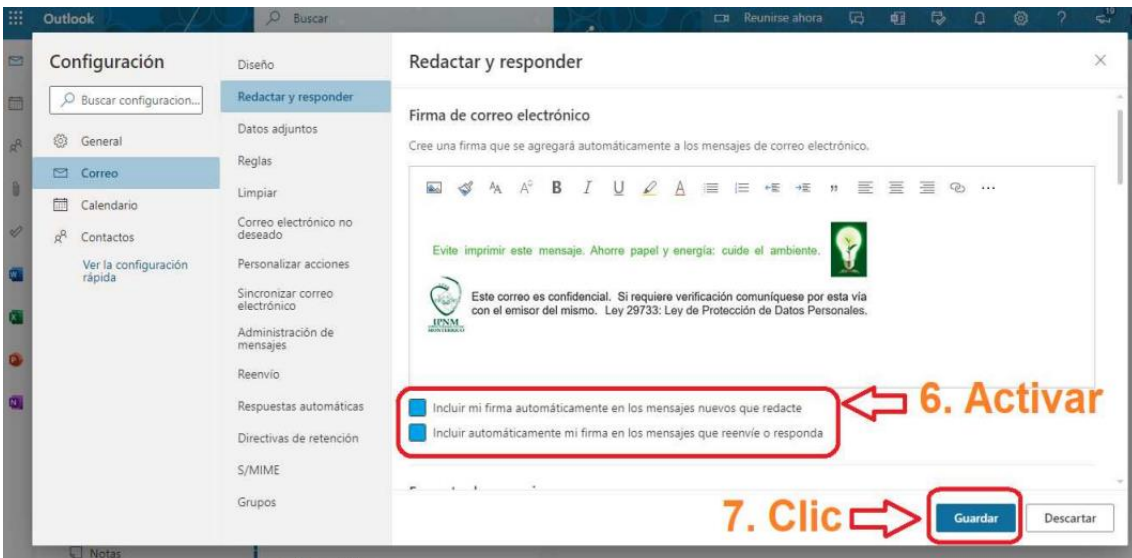 Outlook
Buscar
Reunirse ahora
19
Configuración
Buscar configuracion...
General
Correo
Calendario
Contactos
Ver la configuración
rápida
Diseño
Redactar y responder
Datos adjuntos
Reglas
Limpiar
Correo electrónico no
deseado
Personalizar acciones
Sincronizar correo
electrónico
Administración de
mensajes
Reenvío
Respuestas automáticas
Directivas de retención
S/MIME
Grupos
Redactar y responder
Firma de correo electrónico
Cree una firma que se agregará automáticamente a los mensajes de correo electrónico.
Evite imprimir este mensaje. Ahorre papel y energía: cuide el ambiente.
Este correo es confidencial. Si requiere verificación comuníquese por esta vía
con el emisor del mismo. Ley 29733: Ley de Protección de Datos Personales.
IPNM
MONTERRICO
Incluir mi firma automáticamente en los mensajes nuevos que redacte
Incluir automáticamente mi firma en los mensajes que reenvíe o responda
6. Activar
7. Clic
Guardar
Descartar
Notas